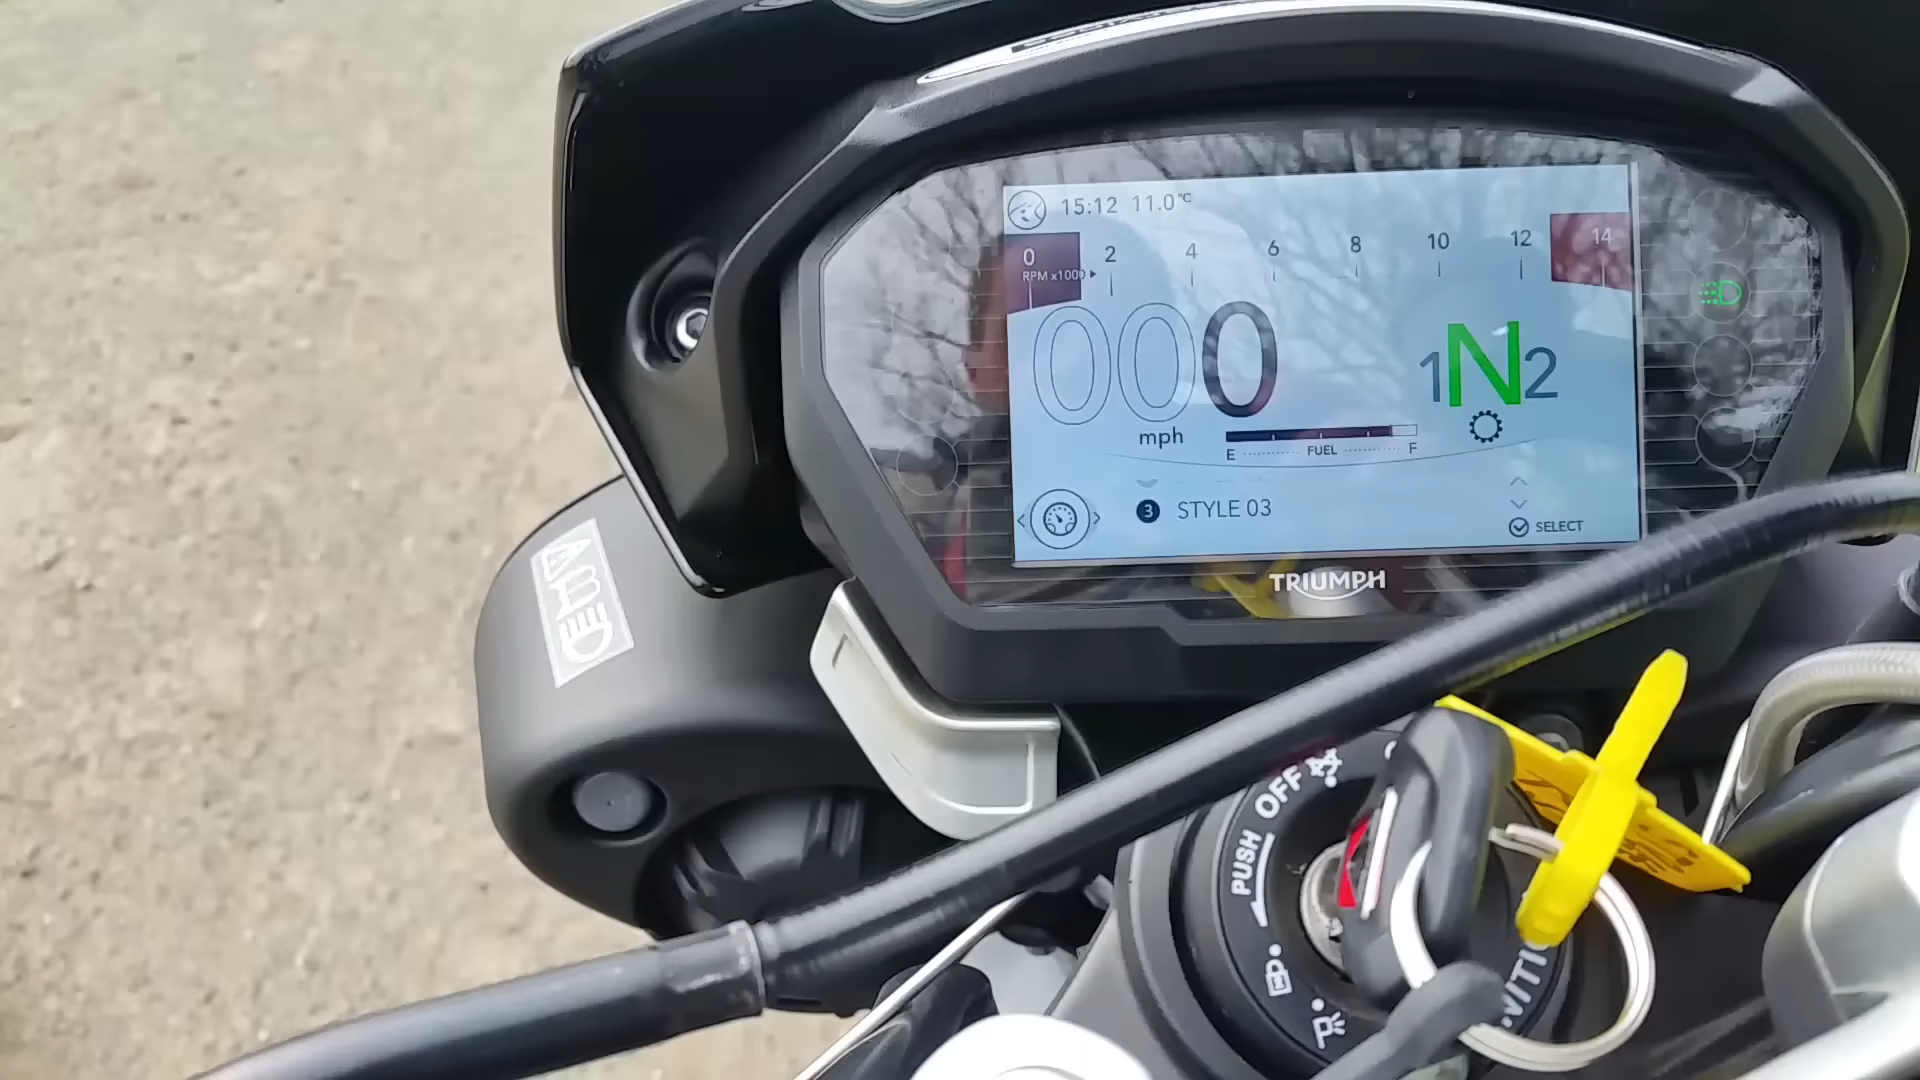 15:12 11.0°C
0 2 4 6 8 10 12 14
RPM x1000
000
1N2
mph
E FUEL F
3 STYLE 03
SELECT
TRIUMPH
OFF
PUSH
P